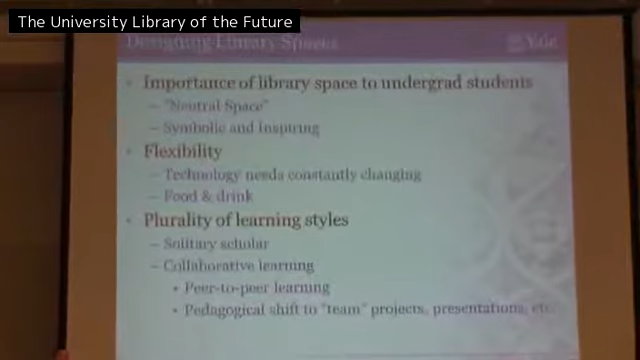 The University Library of the Future
Designing Library Spaces
Yale
Importance of library space to undergrad students
– "Neutral Space"
– Symbolic and Inspiring
Flexibility
– Technology needs constantly changing
– Food & drink
Plurality of learning styles
– Solitary scholar
– Collaborative learning
• Peer-to-peer learning
• Pedagogical shift to "team" projects, presentations, etc.